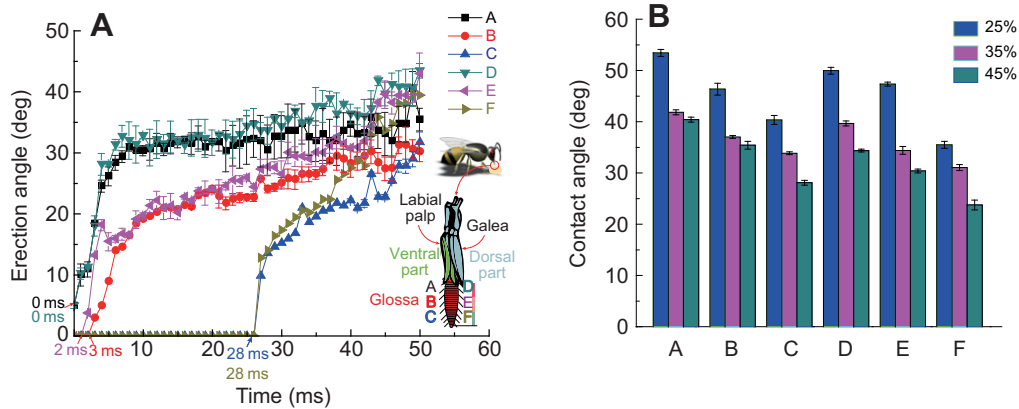 A
Erection angle (deg)
50
40
30
20
10
0
A
B
C
D
E
F
Labial
palp
Galea
Ventral
part
Dorsal
part
Glossa
A
D
B
E
C
F
0 ms
0 ms
2 ms
3 ms
28 ms
28 ms
10
20
30
40
50
60
Time (ms)
B
Contact angle (deg)
60
50
40
30
20
10
0
25%
35%
45%
A
B
C
D
E
F